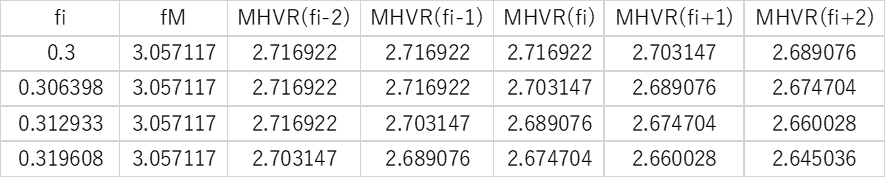 fi fM MHVR(fi-2) MHVR(fi-1) MHVR(fi) MHVR(fi+1) MHVR(fi+2)
0.3 3.057117 2.716922 2.716922 2.716922 2.703147 2.689076
0.306398 3.057117 2.716922 2.716922 2.703147 2.689076 2.674704
0.312933 3.057117 2.716922 2.703147 2.689076 2.674704 2.660028
0.319608 3.057117 2.703147 2.689076 2.674704 2.660028 2.645036